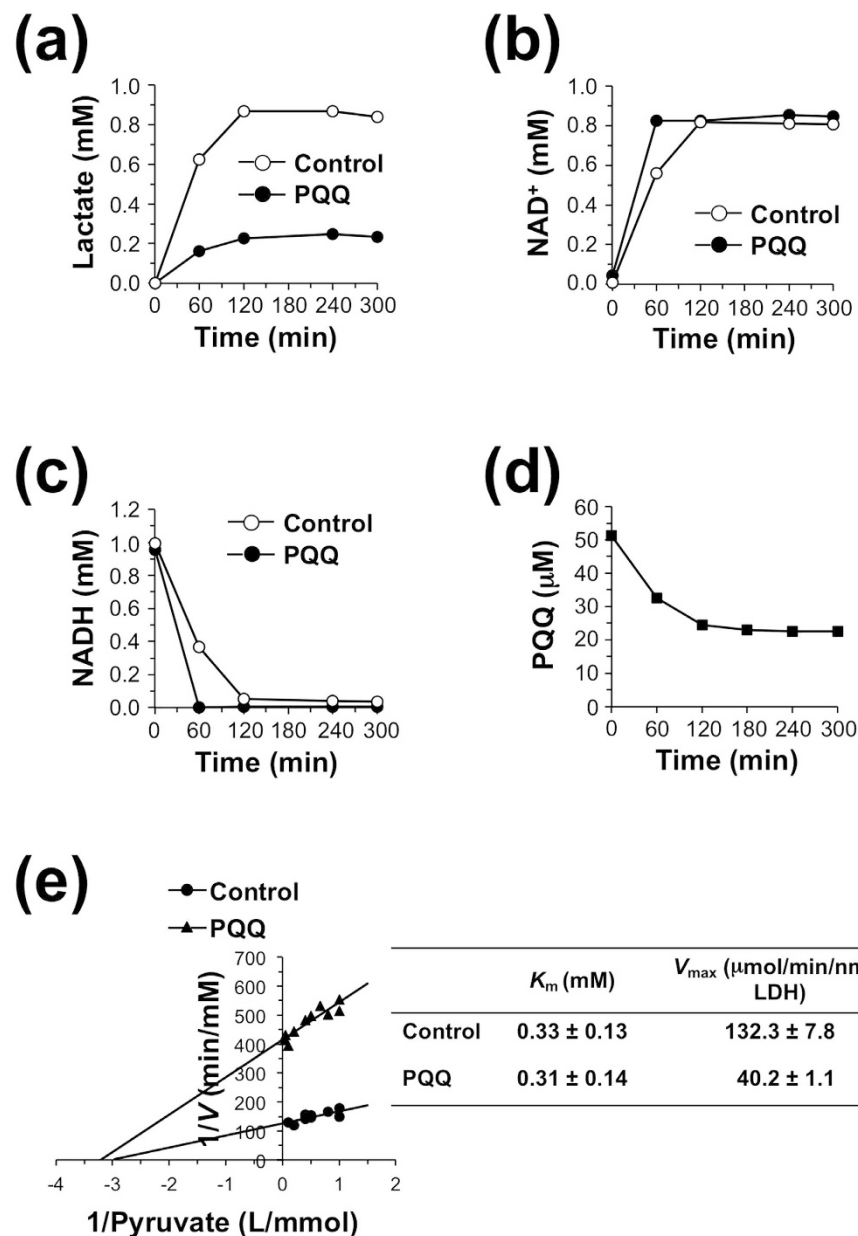 (a)
1.0
0.8
0.6
0.4
0.2
0.0
Lactate (mM)
Control
PQQ
0 60 120 180 240 300
Time (min)
(b)
1.0
0.8
0.6
0.4
0.2
0.0
NAD+ (mM)
Control
PQQ
0 60 120 180 240 300
Time (min)
(c)
1.2
1.0
0.8
0.6
0.4
0.2
0.0
NADH (mM)
Control
PQQ
0 60 120 180 240 300
Time (min)
(d)
60
50
40
30
20
10
0
PQQ (μM)
0 60 120 180 240 300
Time (min)
(e)
Control
PQQ
700
600
500
400
300
200
100
0
1/V (min/mM)
-4 -3 -2 -1 0 1 2
1/Pyruvate (L/mmol)
Km (mM) Vmax (μmol/min/nm
LDH)
Control 0.33 ± 0.13 132.3 ± 7.8
PQQ 0.31 ± 0.14 40.2 ± 1.1